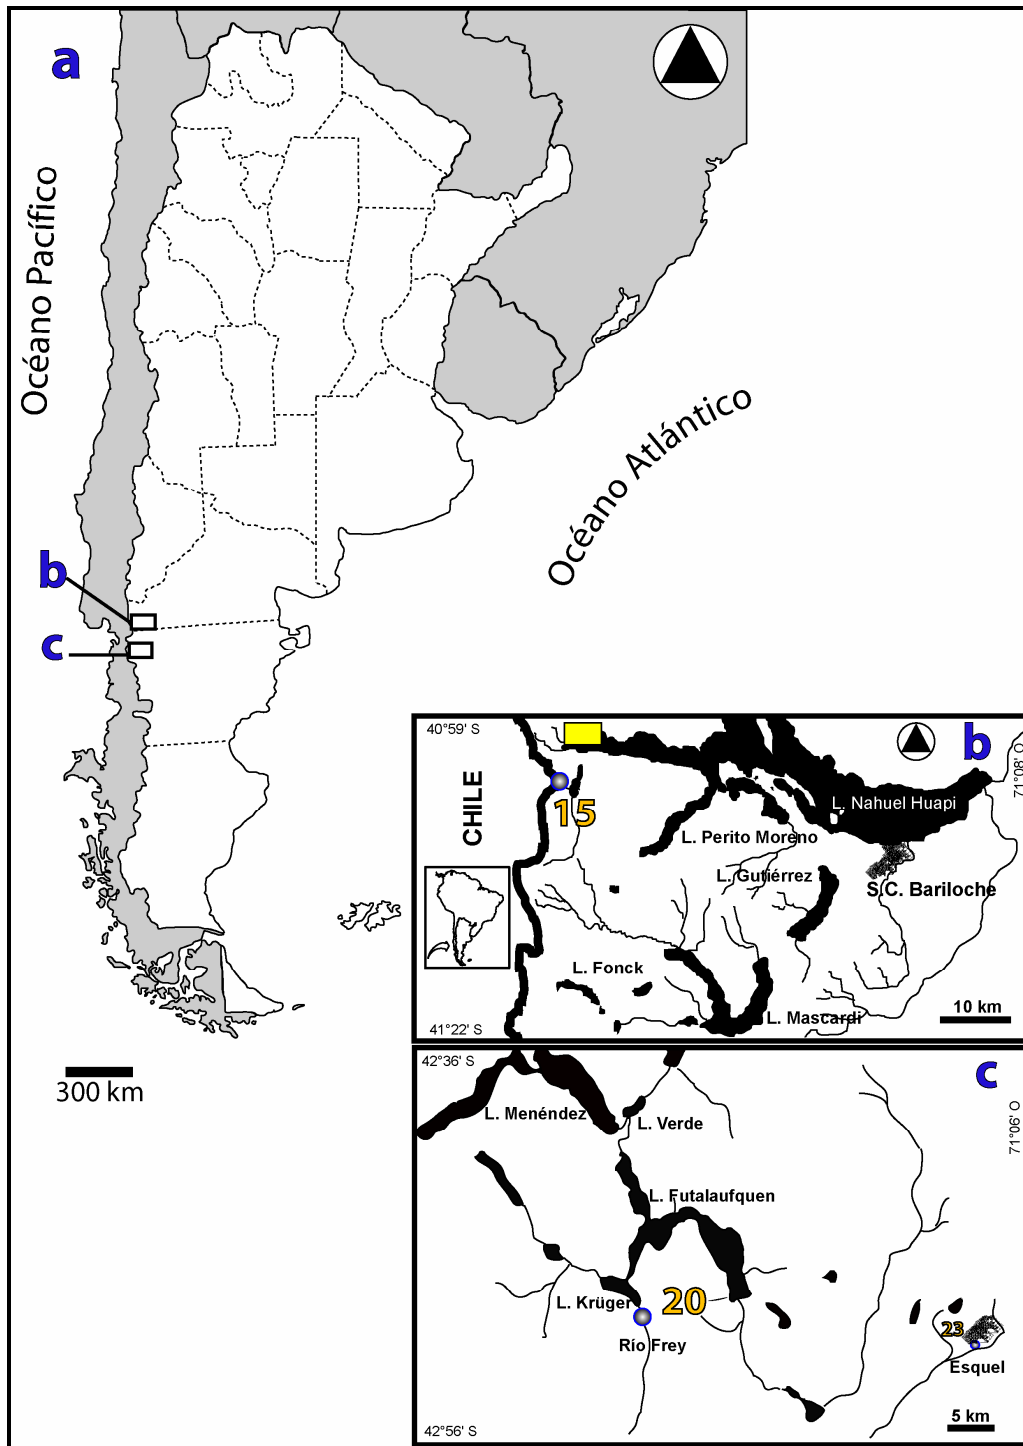 a
Océano Pacífico
Océano Atlántico
b
c
300 km
40°59' S
b
71°08' O
CHILE
15
L. Nahuel Huapi
L. Perito Moreno
L. Gutiérrez
S.C. Bariloche
L. Fonck
L. Mascardi
41°22' S
10 km
42°36' S
c
71°06' O
L. Menéndez
L. Verde
L. Futalaufquen
L. Krüger
20
Río Frey
23
Esquel
42°56' S
5 km